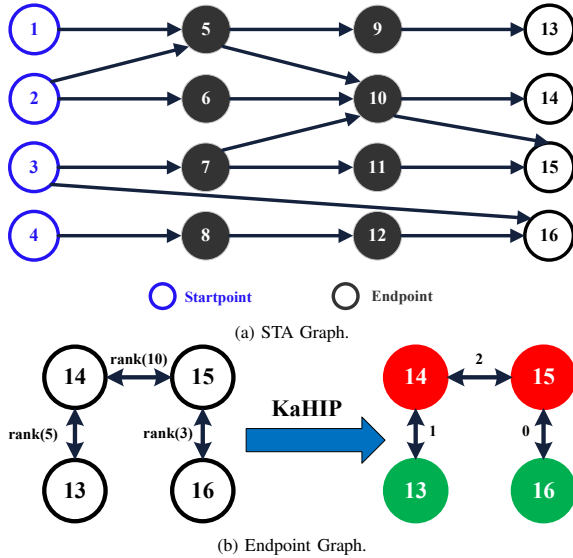 1 5 9 13
2 6 10 14
3 7 11 15
4 8 12 16
Startpoint Endpoint
(a) STA Graph.
14 rank(10) 15
rank(5) rank(3)
13 16
KaHIP
14 2 15
1 0
13 16
(b) Endpoint Graph.